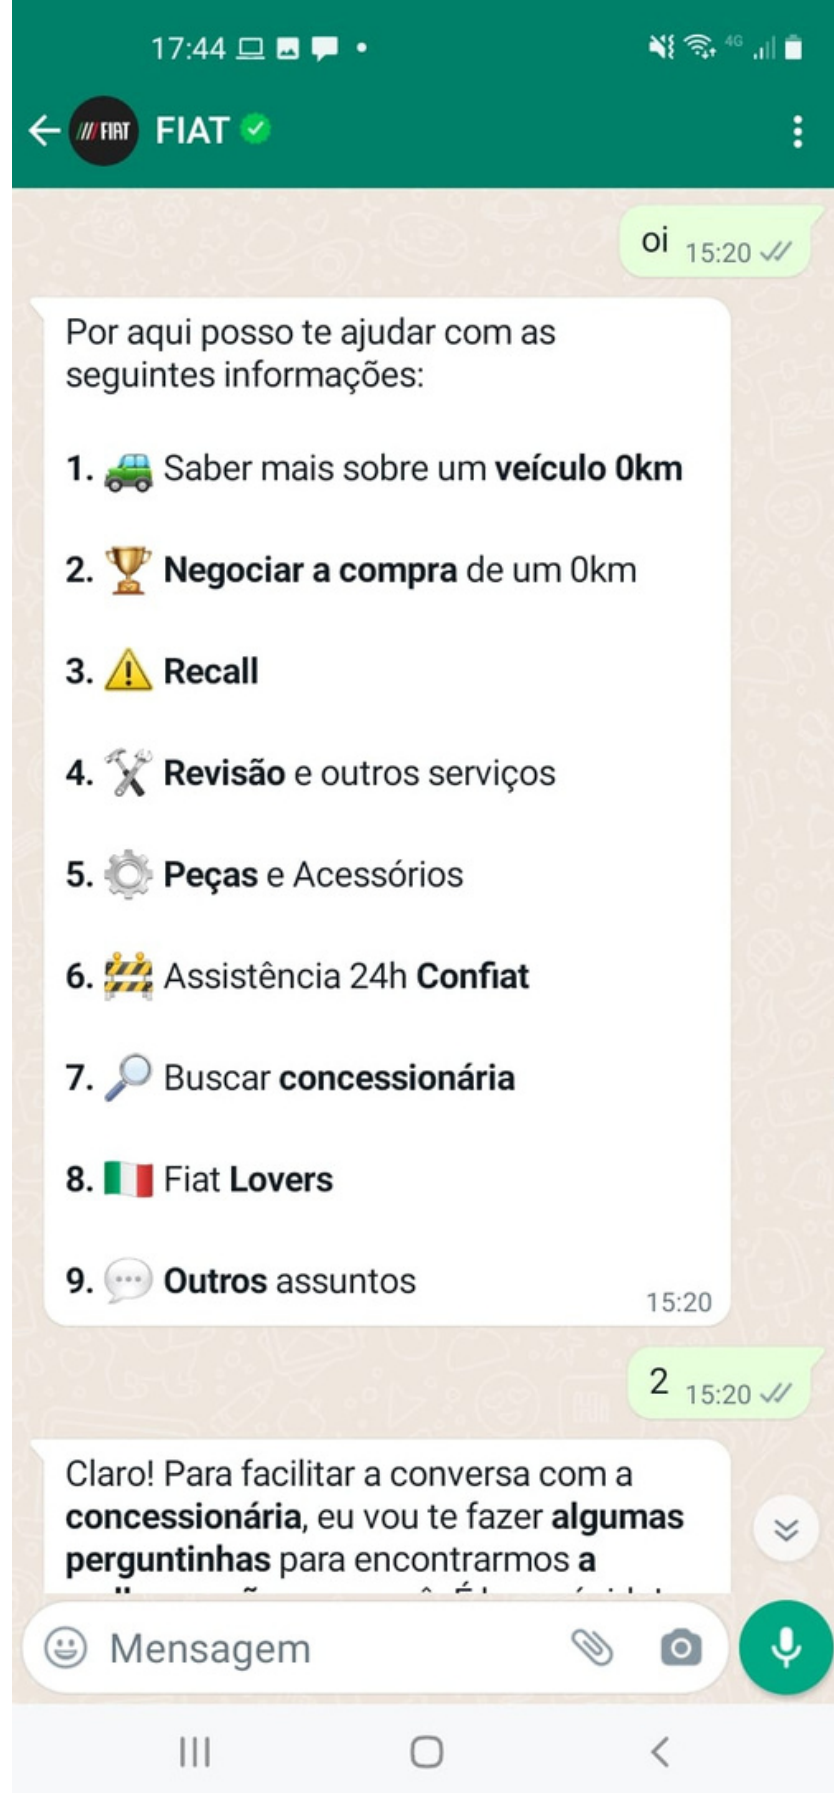 17:44
4G
FIAT FIAT
oi 15:20
Por aqui posso te ajudar com as
seguintes informações:
1. Saber mais sobre um veículo 0km
2. Negociar a compra de um 0km
3. Recall
4. Revisão e outros serviços
5. Peças e Acessórios
6. Assistência 24h Confiat
7. Buscar concessionária
8. Fiat Lovers
9. Outros assuntos
15:20
2 15:20
Claro! Para facilitar a conversa com a
concessionária, eu vou te fazer algumas
perguntinhas para encontrarmos a
Mensagem